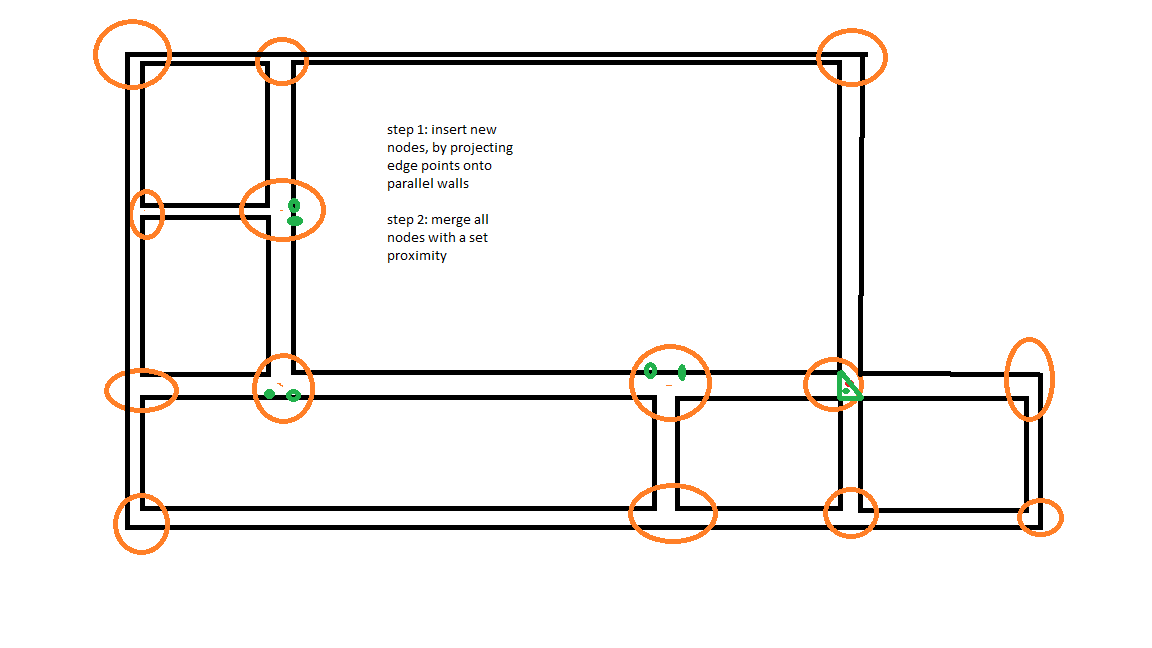 step 1: insert new
nodes, by projecting
edge points onto
parallel walls
step 2: merge all
nodes with a set
proximity